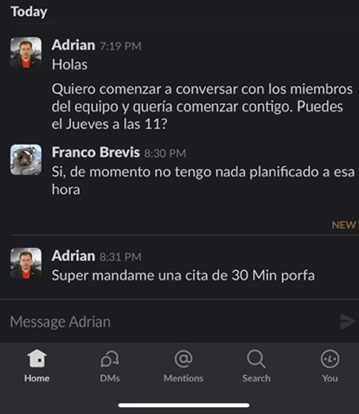 Today
Adrian 7:19 PM
Holas
Quiero comenzar a conversar con los miembros
del equipo y quería comenzar contigo. Puedes
el Jueves a las 11?
Franco Brevis 8:30 PM
Si, de momento no tengo nada planificado a esa
hora
NEW
Adrian 8:31 PM
Super mandame una cita de 30 Min porfa
Message Adrian
Home DMs Mentions Search You